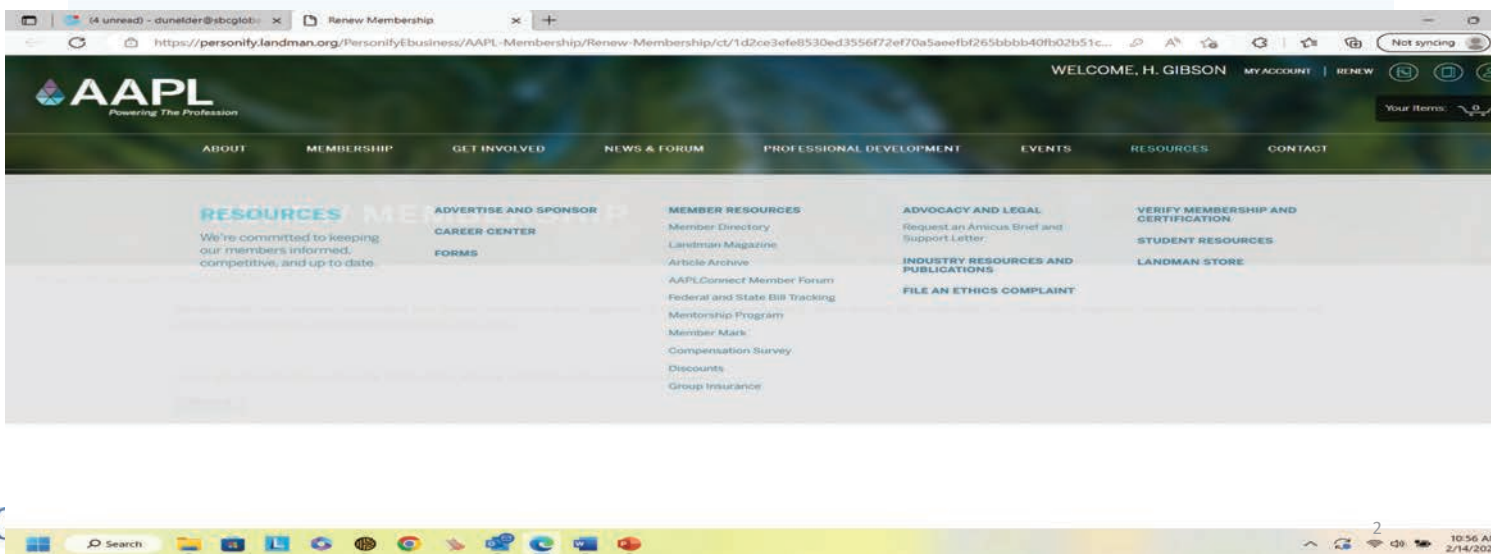 (4 unread) - dunelder@sbcglob
Renew Membership
https://personify.landman.org/PersonifyEbusiness/AAPL-Membership/Renew-Membership/ct/
Not syncing
WELCOME, H. GIBSON MY ACCOUNT | RENEW
AAPL
Powering The Profession
Your Items: 0
ABOUT MEMBERSHIP GET INVOLVED NEWS & FORUM PROFESSIONAL DEVELOPMENT EVENTS RESOURCES CONTACT
RESOURCES
We're committed to keeping
our members informed,
competitive, and up to date.
ADVERTISE AND SPONSOR
CAREER CENTER
FORMS
MEMBER RESOURCES
Member Directory
Landman Magazine
Article Archive
AAPLConnect Member Forum
Federal and State Bill Tracking
Mentorship Program
Member Mark
Compensation Survey
Discounts
Group Insurance
ADVOCACY AND LEGAL
Request an Amicus Brief and
Support Letter
INDUSTRY RESOURCES AND
PUBLICATIONS
FILE AN ETHICS COMPLAINT
VERIFY MEMBERSHIP AND
CERTIFICATION
STUDENT RESOURCES
LANDMAN STORE
2
Search
10:56 A
2/14/202